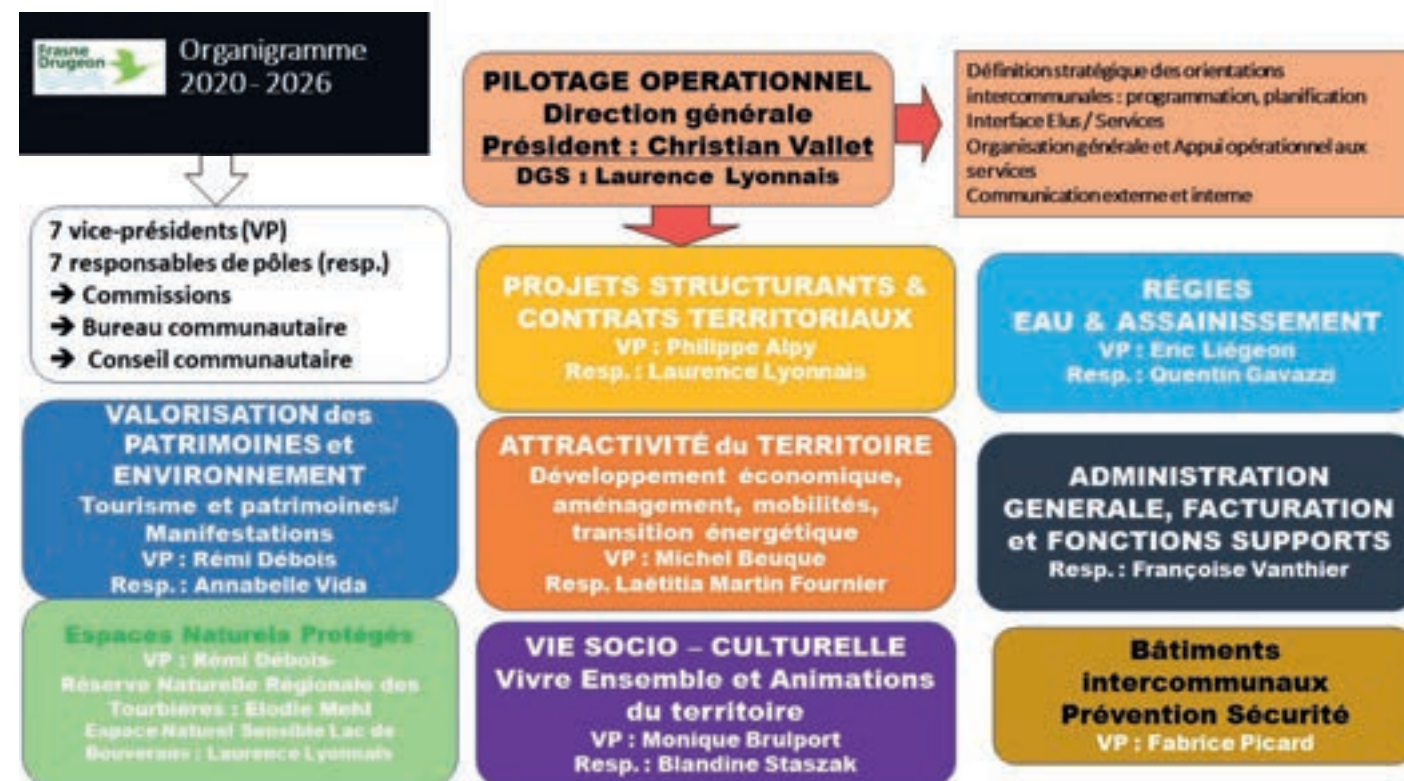 Frasne
Drugeon
Organigramme
2020 - 2026
7 vice-présidents (VP)
7 responsables de pôles (resp.)
➔ Commissions
➔ Bureau communautaire
➔ Conseil communautaire
PILOTAGE OPERATIONNEL
Direction générale
Président : Christian Vallet
DGS : Laurence Lyonnais
Définition stratégique des orientations
intercommunales : programmation, planification
Interface Elus / Services
Organisation générale et Appui opérationnel aux
services
Communication externe et interne
PROJETS STRUCTURANTS &
CONTRATS TERRITORIAUX
VP : Philippe Alpy
Resp. : Laurence Lyonnais
RÉGIES
EAU & ASSAINISSEMENT
VP : Eric Liégeon
Resp. : Quentin Gavazzi
VALORISATION des
PATRIMOINES et
ENVIRONNEMENT
Tourisme et patrimoines/
Manifestations
VP : Rémi Débois
Resp. : Annabelle Vida
ATTRACTIVITÉ du TERRITOIRE
Développement économique,
aménagement, mobilités,
transition énergétique
VP : Michel Beuque
Resp. Laëtitia Martin Fournier
ADMINISTRATION
GENERALE, FACTURATION
et FONCTIONS SUPPORTS
Resp. : Françoise Vanthier
Espaces Naturels Protégés
VP : Rémi Débois-
Réserve Naturelle Régionale des
Tourbières : Elodie Mehl
Espace Naturel Sensible Lac de
Bouverans : Laurence Lyonnais
VIE SOCIO – CULTURELLE
Vivre Ensemble et Animations
du territoire
VP : Monique Brulport
Resp. : Blandine Staszak
Bâtiments
intercommunaux
Prévention Sécurité
VP : Fabrice Picard